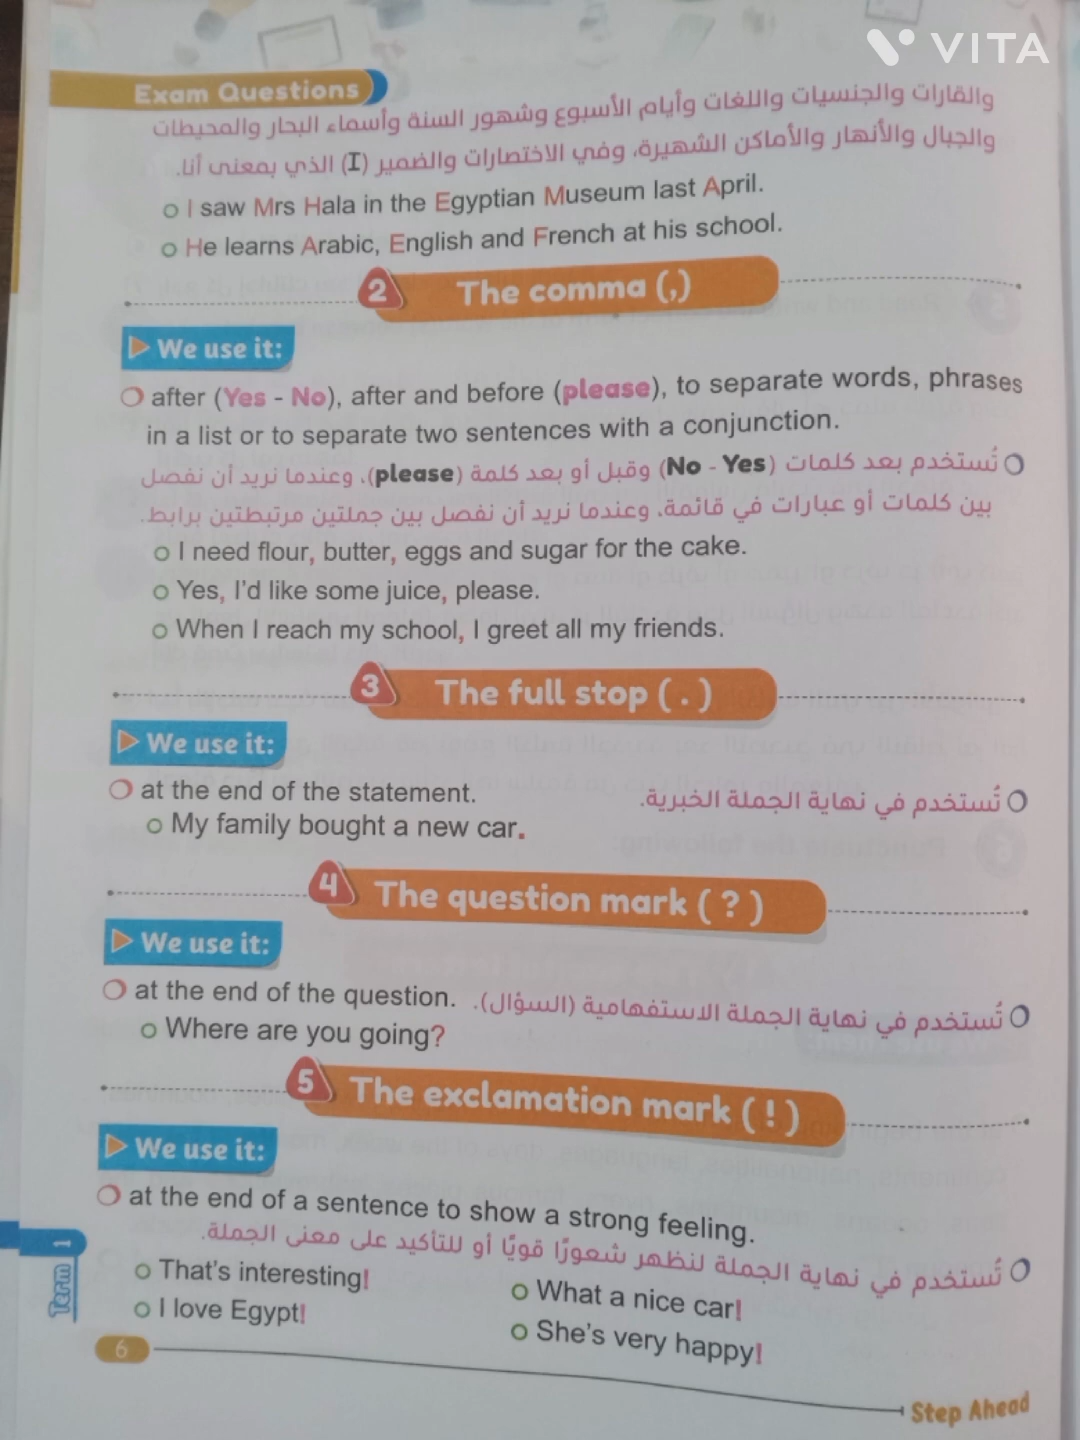 VITA
Exam Questions
والقارات والجنسيات واللغات وأيام الأسبوع وشهور السنة وأسماء البحار والمحيطات
والجبال والأنهار والأماكن الشهيرة، وفي الاختصارات والضمير (I) الذي بمعنى أنا.
I saw Mrs Hala in the Egyptian Museum last April.
He learns Arabic, English and French at his school.
2 The comma (,)
We use it:
after (Yes - No), after and before (please), to separate words, phrases
in a list or to separate two sentences with a conjunction.
تُستخدم بعد كلمات (No - Yes) وقبل أو بعد كلمة (please)، وعندما نريد أن نفصل
بين كلمات أو عبارات في قائمة، وعندما نريد أن نفصل بين جملتين مرتبطتين برابط.
I need flour, butter, eggs and sugar for the cake.
Yes, I'd like some juice, please.
When I reach my school, I greet all my friends.
3 The full stop ( . )
We use it:
at the end of the statement. تُستخدم في نهاية الجملة الخبرية.
My family bought a new car.
4 The question mark ( ? )
We use it:
at the end of the question. تُستخدم في نهاية الجملة الاستفهامية (السؤال).
Where are you going?
5 The exclamation mark ( ! )
We use it:
at the end of a sentence to show a strong feeling.
تُستخدم في نهاية الجملة لنظهر شعورًا قويًا أو للتأكيد على معنى الجملة.
That's interesting! What a nice car!
I love Egypt! She's very happy!
Term 1
6
Step Ahead